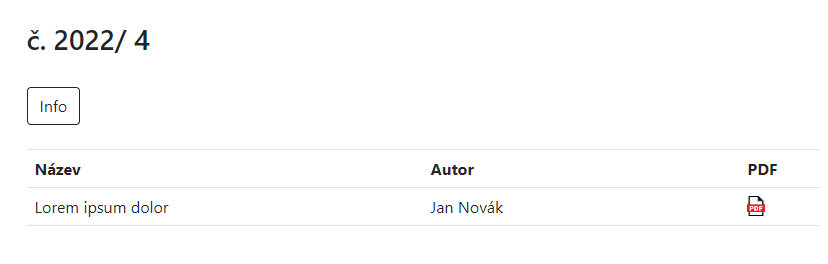 č. 2022/ 4
Info
Název Autor PDF
Lorem ipsum dolor Jan Novák PDF